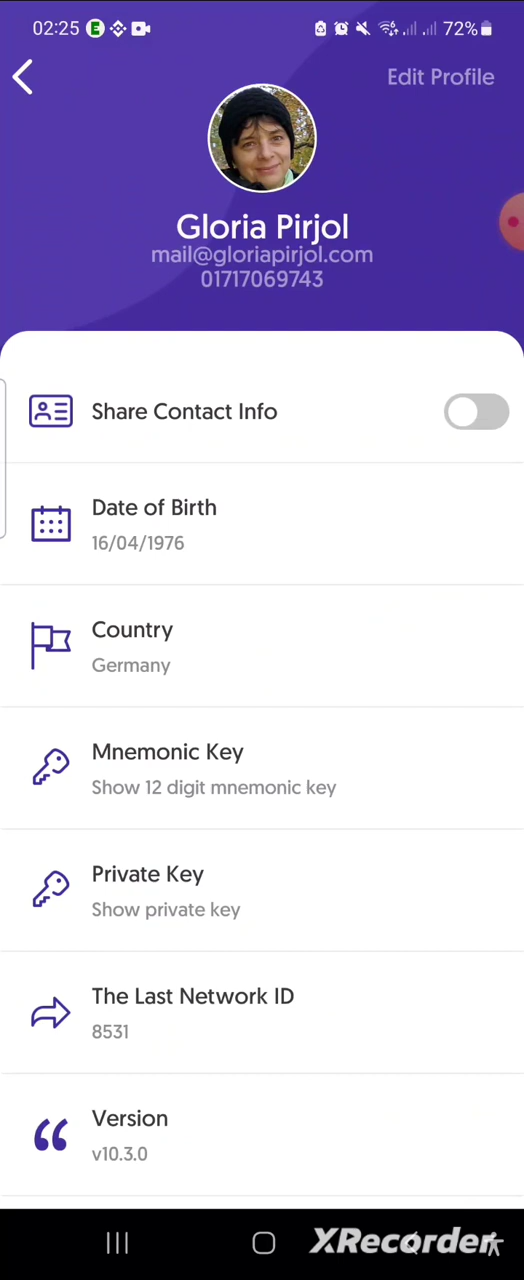 02:25 E 72%
Edit Profile
Gloria Pirjol
mail@gloriapirjol.com
01717069743
Share Contact Info
Date of Birth
16/04/1976
Country
Germany
Mnemonic Key
Show 12 digit mnemonic key
Private Key
Show private key
The Last Network ID
8531
Version
v10.3.0
XRecorder